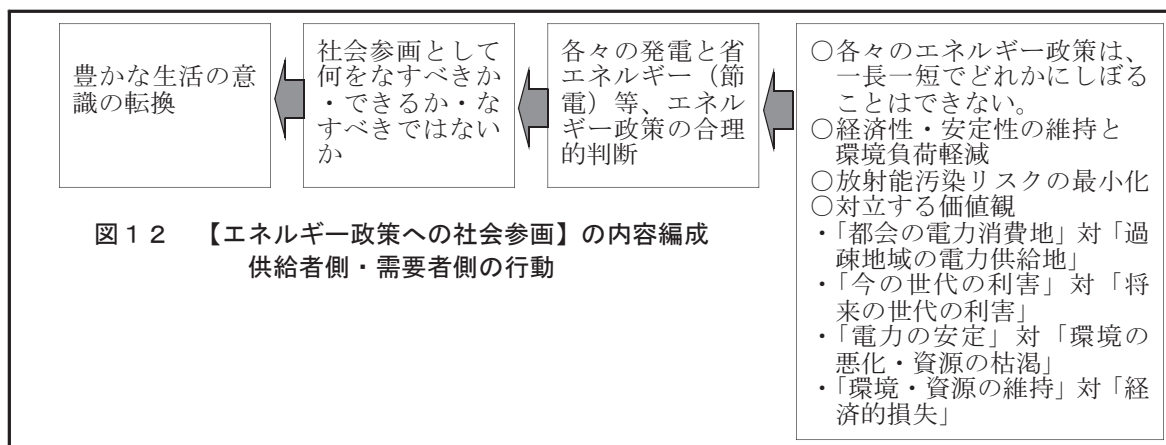 豊かな生活の意
識の転換
社会参画として
何をなすべきか
・できるか・な
すべきではない
か
各々の発電と省
エネルギー（節
電）等、エネル
ギー政策の合理
的判断
○各々のエネルギー政策は、
一長一短でどれかにしぼる
ことはできない。
○経済性・安定性の維持と
環境負荷軽減
○放射能汚染リスクの最小化
○対立する価値観
・「都会の電力消費地」対「過
疎地域の電力供給地」
・「今の世代の利害」対「将
来の世代の利害」
・「電力の安定」対「環境の
悪化・資源の枯渇」
・「環境・資源の維持」対「経
済的損失」
図１２　【エネルギー政策への社会参画】の内容編成
供給者側・需要者側の行動